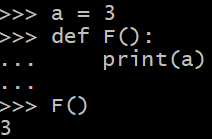 >>> a = 3
>>> def F():
...     print(a)
...
>>> F()
3